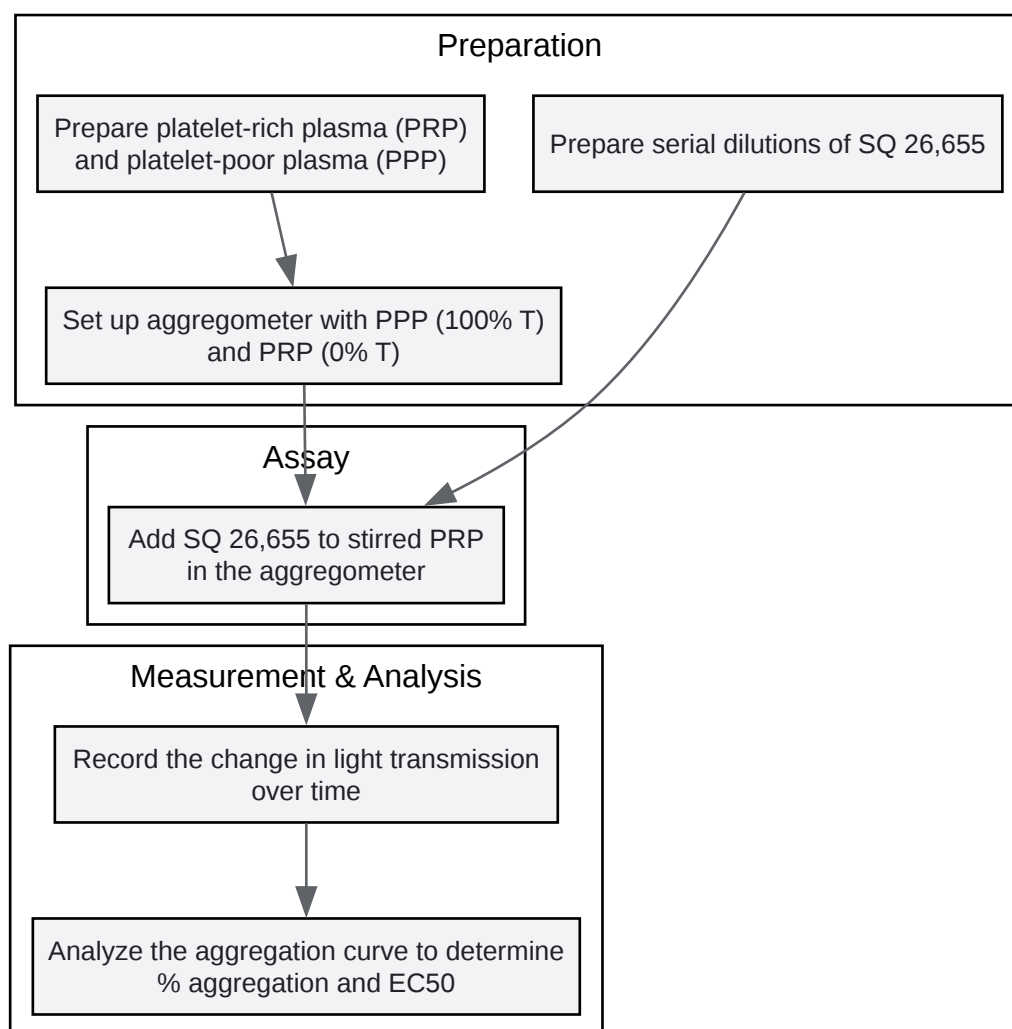 Preparation
Prepare platelet-rich plasma (PRP)
and platelet-poor plasma (PPP)
Prepare serial dilutions of SQ 26,655
Set up aggregometer with PPP (100% T)
and PRP (0% T)
Assay
Add SQ 26,655 to stirred PRP
in the aggregometer
Measurement & Analysis
Record the change in light transmission
over time
Analyze the aggregation curve to determine
% aggregation and EC50